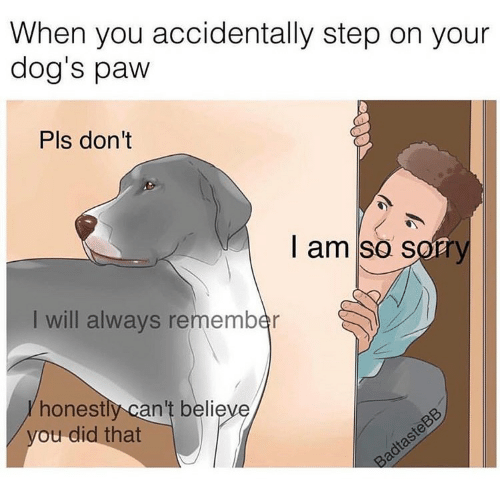 When you accidentally step on your
dog's paw
Pls don't
I am so sorry
I will always remember
I honestly can't believe
you did that
BadtasteBB